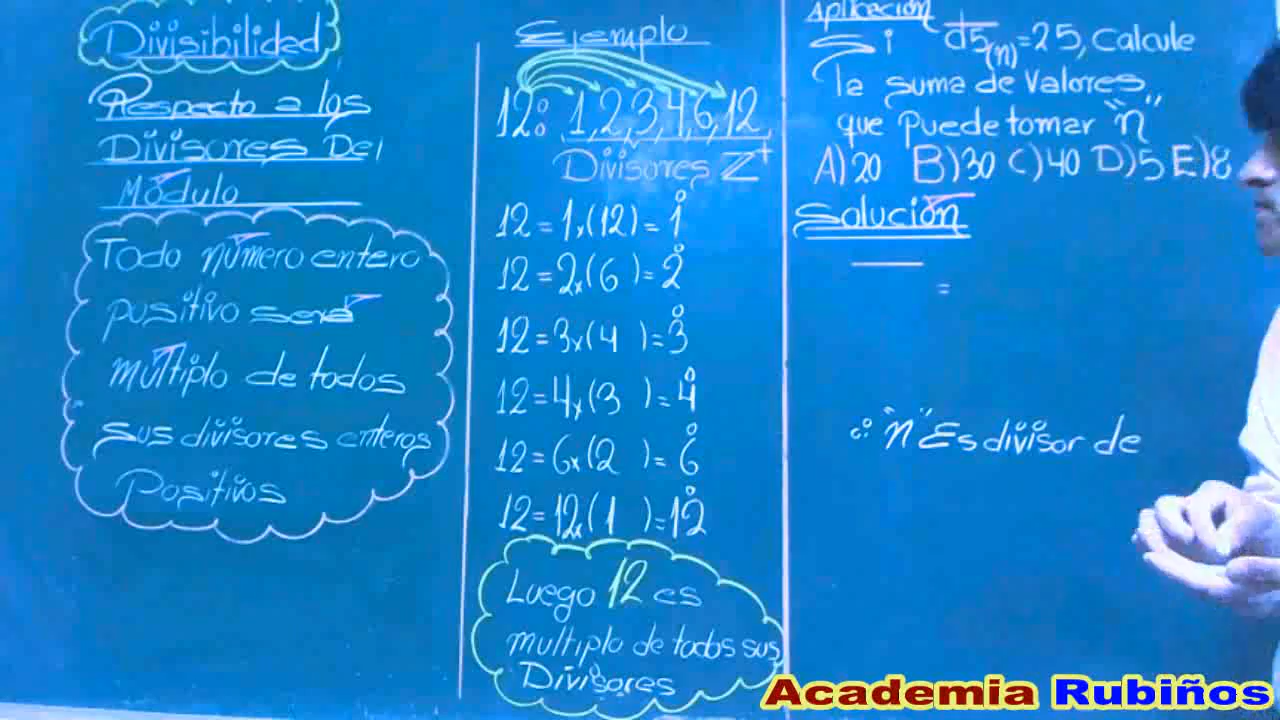 Divisibilidad
Respecto a los
Divisores Del
Módulo
Todo número entero
positivo será
múltiplo de todos
sus divisores enteros
Positivos
Ejemplo
12: 1, 2, 3, 4, 6, 12,
Divisores Z⁺
12 = 1x(12) = 1̊
12 = 2x(6) = 2̊
12 = 3x(4) = 3̊
12 = 4x(3) = 4̊
12 = 6x(2) = 6̊
12 = 12x(1) = 12̊
Luego 12 es
multiplo de todos sus
Divisores
Aplicación
Si d5(n) = 25, Calcule
la suma de valores
que puede tomar "n"
A) 20 B) 30 C) 40 D) 5 E) 8
Solución
=
"n" Es divisor de
Academia Rubiños